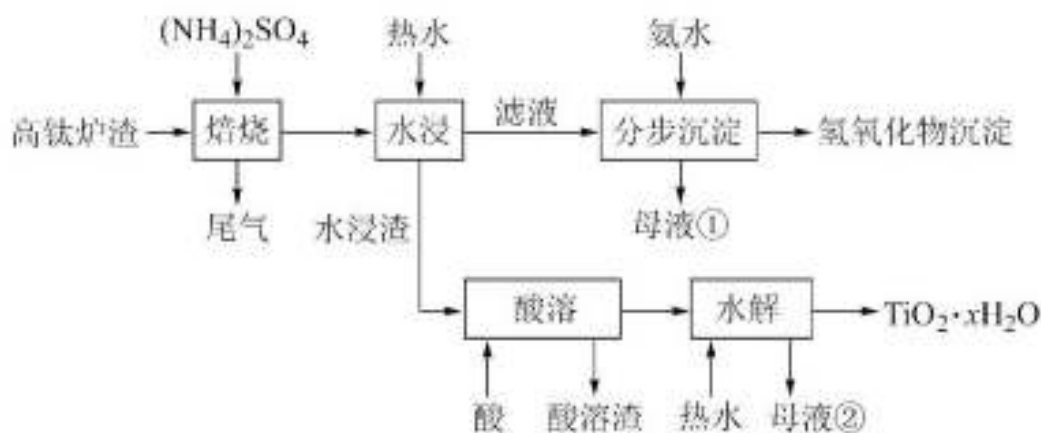 (NH₄)₂SO₄ 热水 氨水
高钛炉渣 焙烧 水浸 滤液 分步沉淀 氢氧化物沉淀
尾气 水浸渣 母液①
酸溶 水解 TiO₂·xH₂O
酸 酸溶渣 热水 母液②